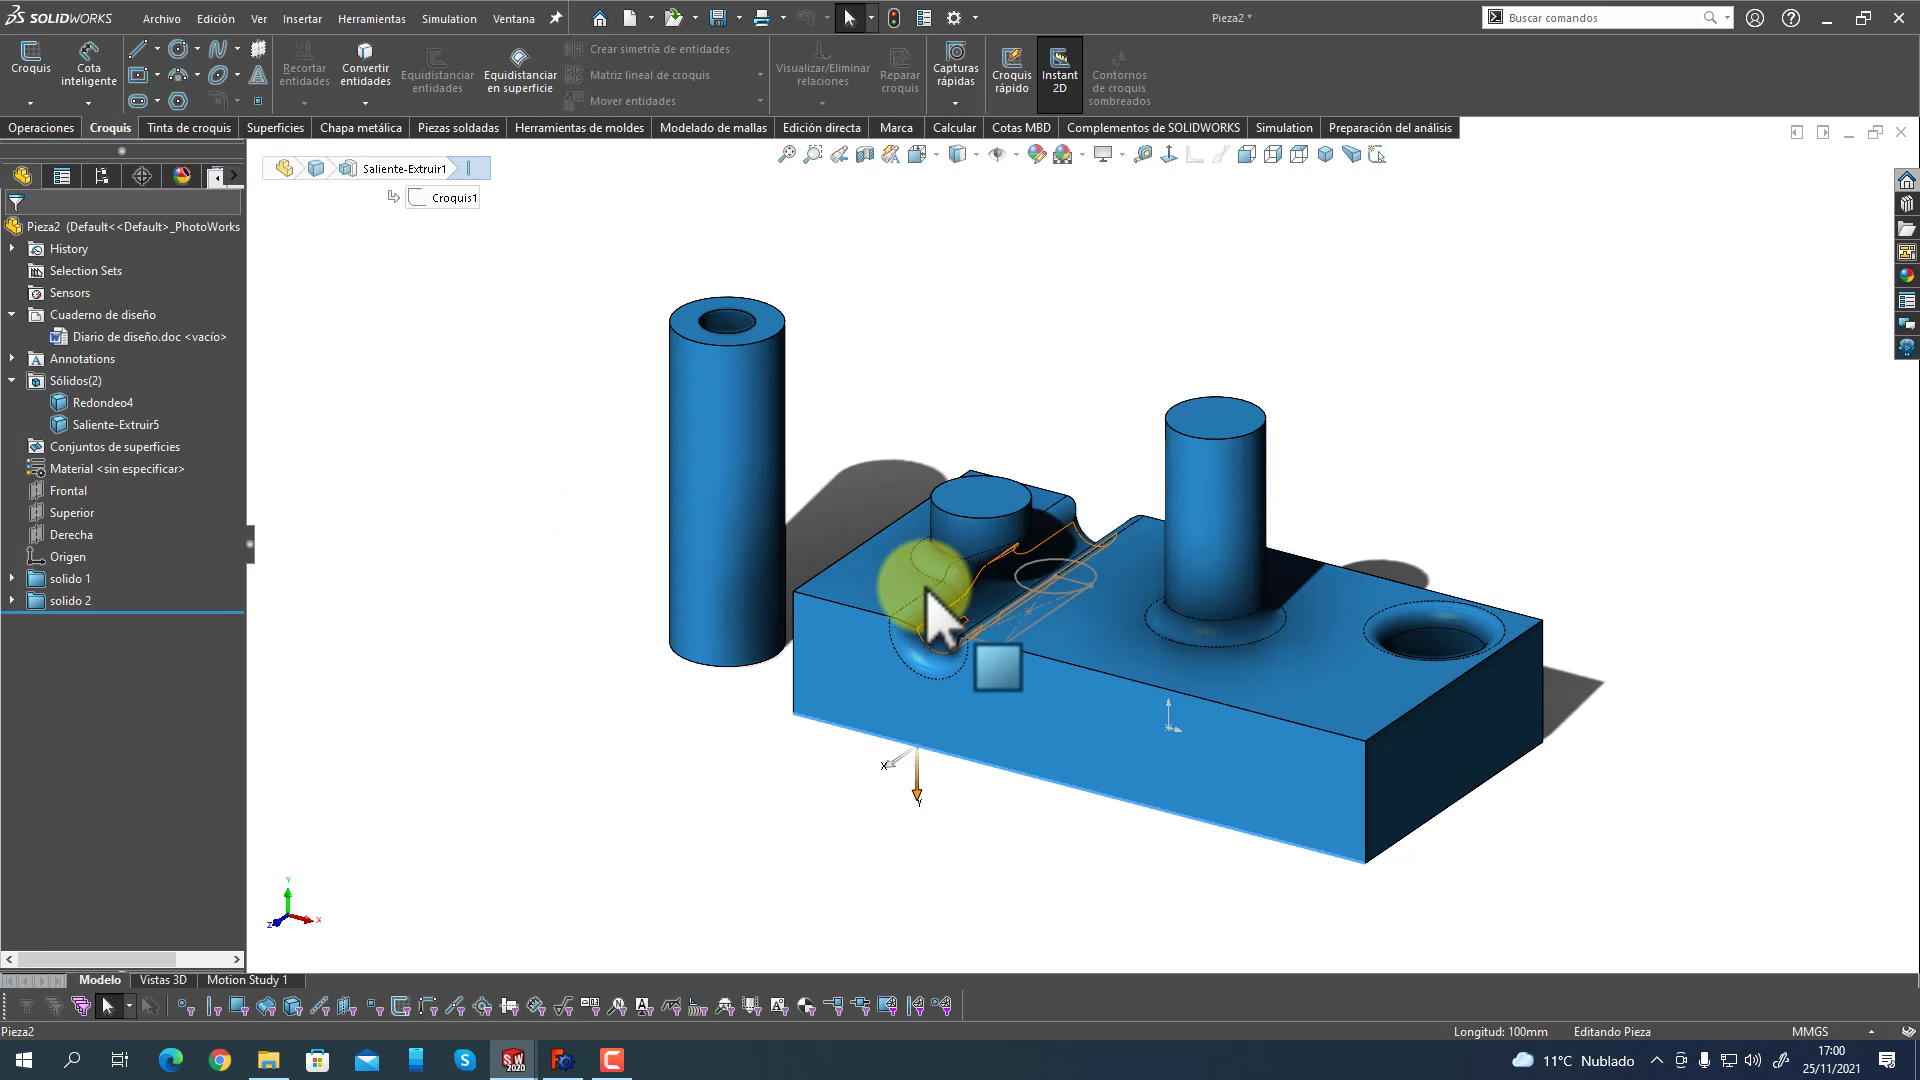 SOLIDWORKS
Archivo
Edición
Ver
Insertar
Herramientas
Simulation
Ventana
Pieza2 *
Buscar comandos
Croquis
Cota inteligente
Recortar entidades
Convertir entidades
Equidistanciar entidades
Equidistanciar en superficie
Crear simetría de entidades
Matriz lineal de croquis
Mover entidades
Visualizar/Eliminar relaciones
Reparar croquis
Capturas rápidas
Croquis rápido
Instant 2D
Contornos de croquis sombreados
Operaciones
Croquis
Tinta de croquis
Superficies
Chapa metálica
Piezas soldadas
Herramientas de moldes
Modelado de mallas
Edición directa
Marca
Calcular
Cotas MBD
Complementos de SOLIDWORKS
Simulation
Preparación del análisis
Saliente-Extruir1
Croquis1
Pieza2 (Default<<Default>_PhotoWorks
History
Selection Sets
Sensors
Cuaderno de diseño
Diario de diseño.doc <vacío>
Annotations
Sólidos(2)
Redondeo4
Saliente-Extruir5
Conjuntos de superficies
Material <sin especificar>
Frontal
Superior
Derecha
Origen
solido 1
solido 2
X
Y
Y
X
Z
Modelo
Vistas 3D
Motion Study 1
Pieza2
Longitud: 100mm
Editando Pieza
MMGS
SW
2020
11°C Nublado
17:00
25/11/2021